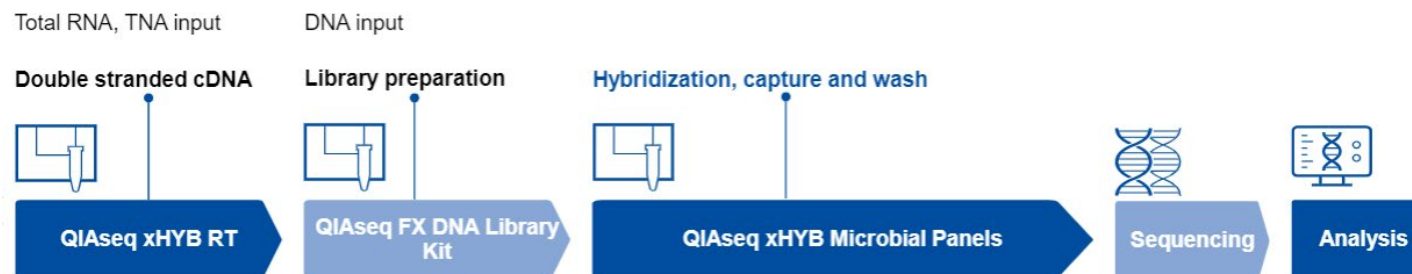 Total RNA, TNA input
DNA input
Double stranded cDNA
Library preparation
Hybridization, capture and wash
QIAseq xHYB RT
QIAseq FX DNA Library
Kit
QIAseq xHYB Microbial Panels
Sequencing
Analysis